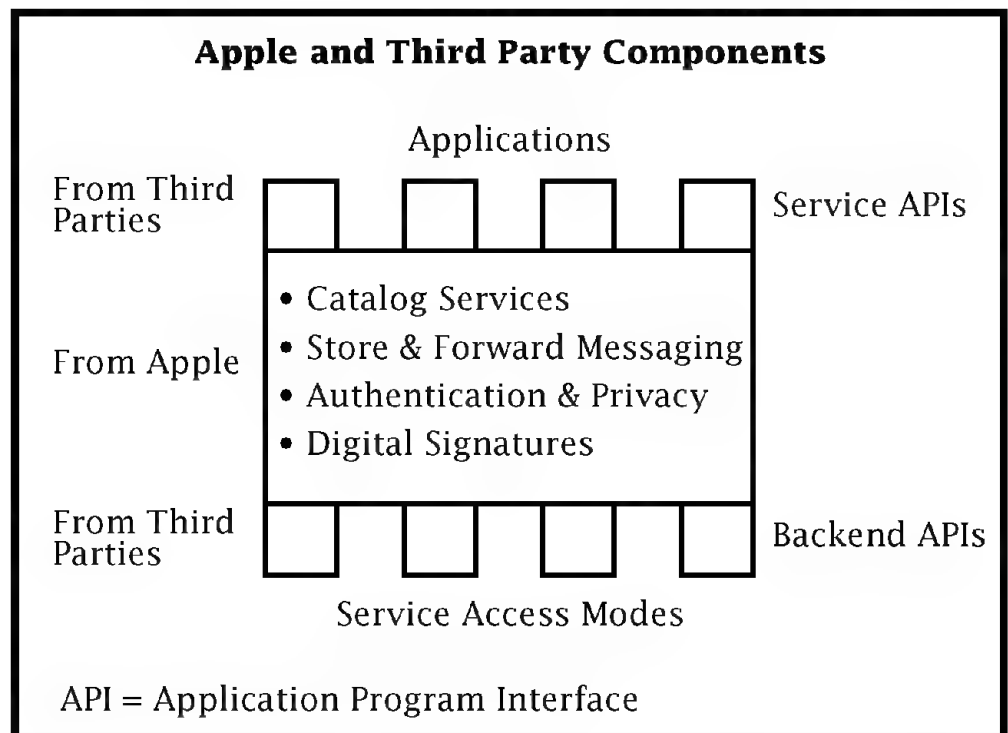 Apple and Third Party Components
Applications
From Third
Parties
Service APIs
• Catalog Services
• Store & Forward Messaging
From Apple
• Authentication & Privacy
• Digital Signatures
From Third
Parties
Backend APIs
Service Access Modes
API = Application Program Interface